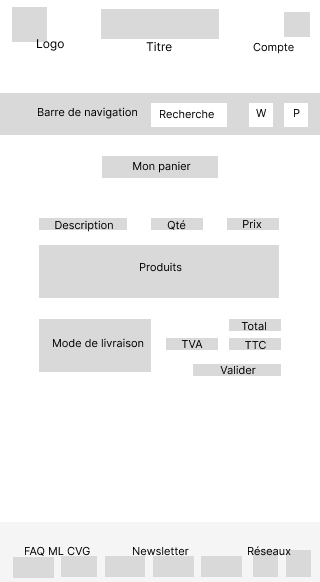 Logo
Titre
Compte
Barre de navigation
Recherche
W
P
Mon panier
Description
Qté
Prix
Produits
Total
Mode de livraison
TVA
TTC
Valider
FAQ ML CVG
Newsletter
Réseaux